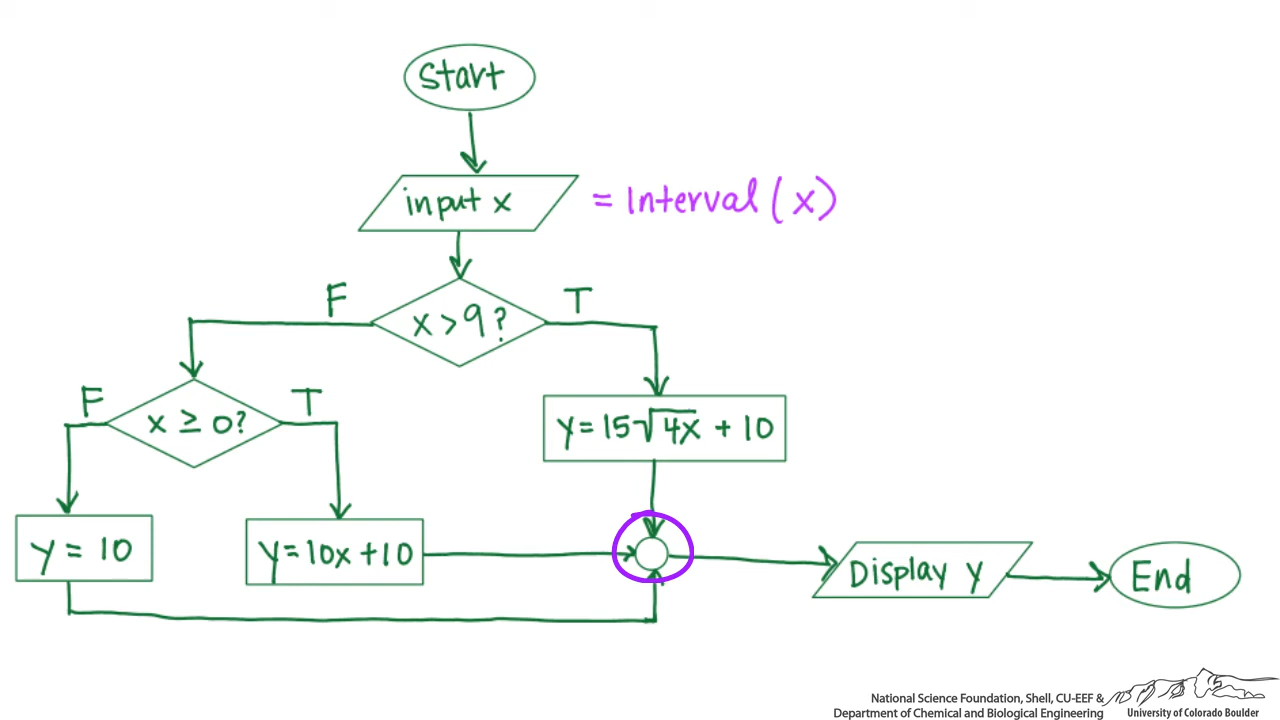 Start
input x
= Interval (x)
F
x > 9?
T
F
x ≥ 0?
T
y = 15√4x + 10
y = 10
y = 10x + 10
Display y
End
National Science Foundation, Shell, CU-EEF &
Department of Chemical and Biological Engineering
University of Colorado Boulder